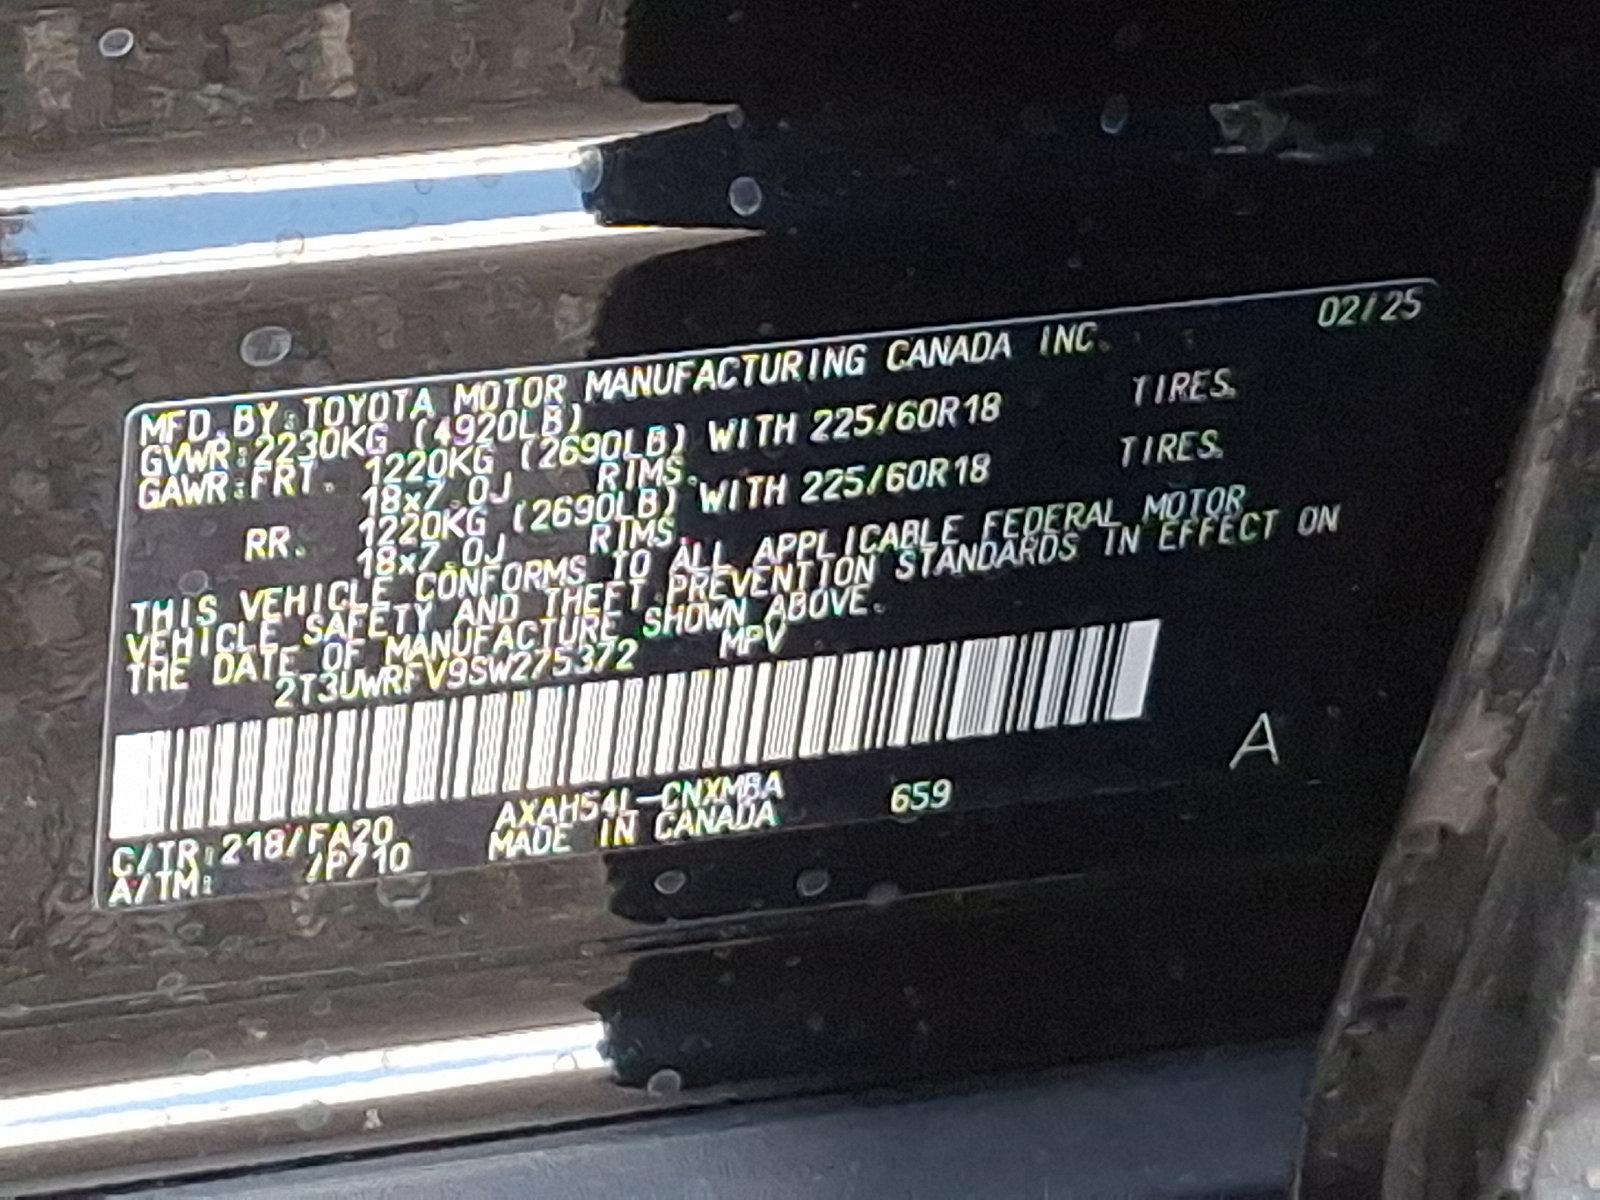 02/25
MFD. BY: TOYOTA MOTOR MANUFACTURING CANADA INC.
GVWR: 2230KG (4920LB)
GAWR: FRT. 1220KG (2690LB) WITH 225/60R18 TIRES.
18x7.0J RIMS.
RR. 1220KG (2690LB) WITH 225/60R18 TIRES.
18x7.0J RIMS.
THIS VEHICLE CONFORMS TO ALL APPLICABLE FEDERAL MOTOR
VEHICLE SAFETY AND THEFT PREVENTION STANDARDS IN EFFECT ON
THE DATE OF MANUFACTURE SHOWN ABOVE.
2T3UWRFV9SW275372 MPV
A
C/TR: 218/FA20 AXAH54L-CNXMBA 659
A/TM: /P710 MADE IN CANADA